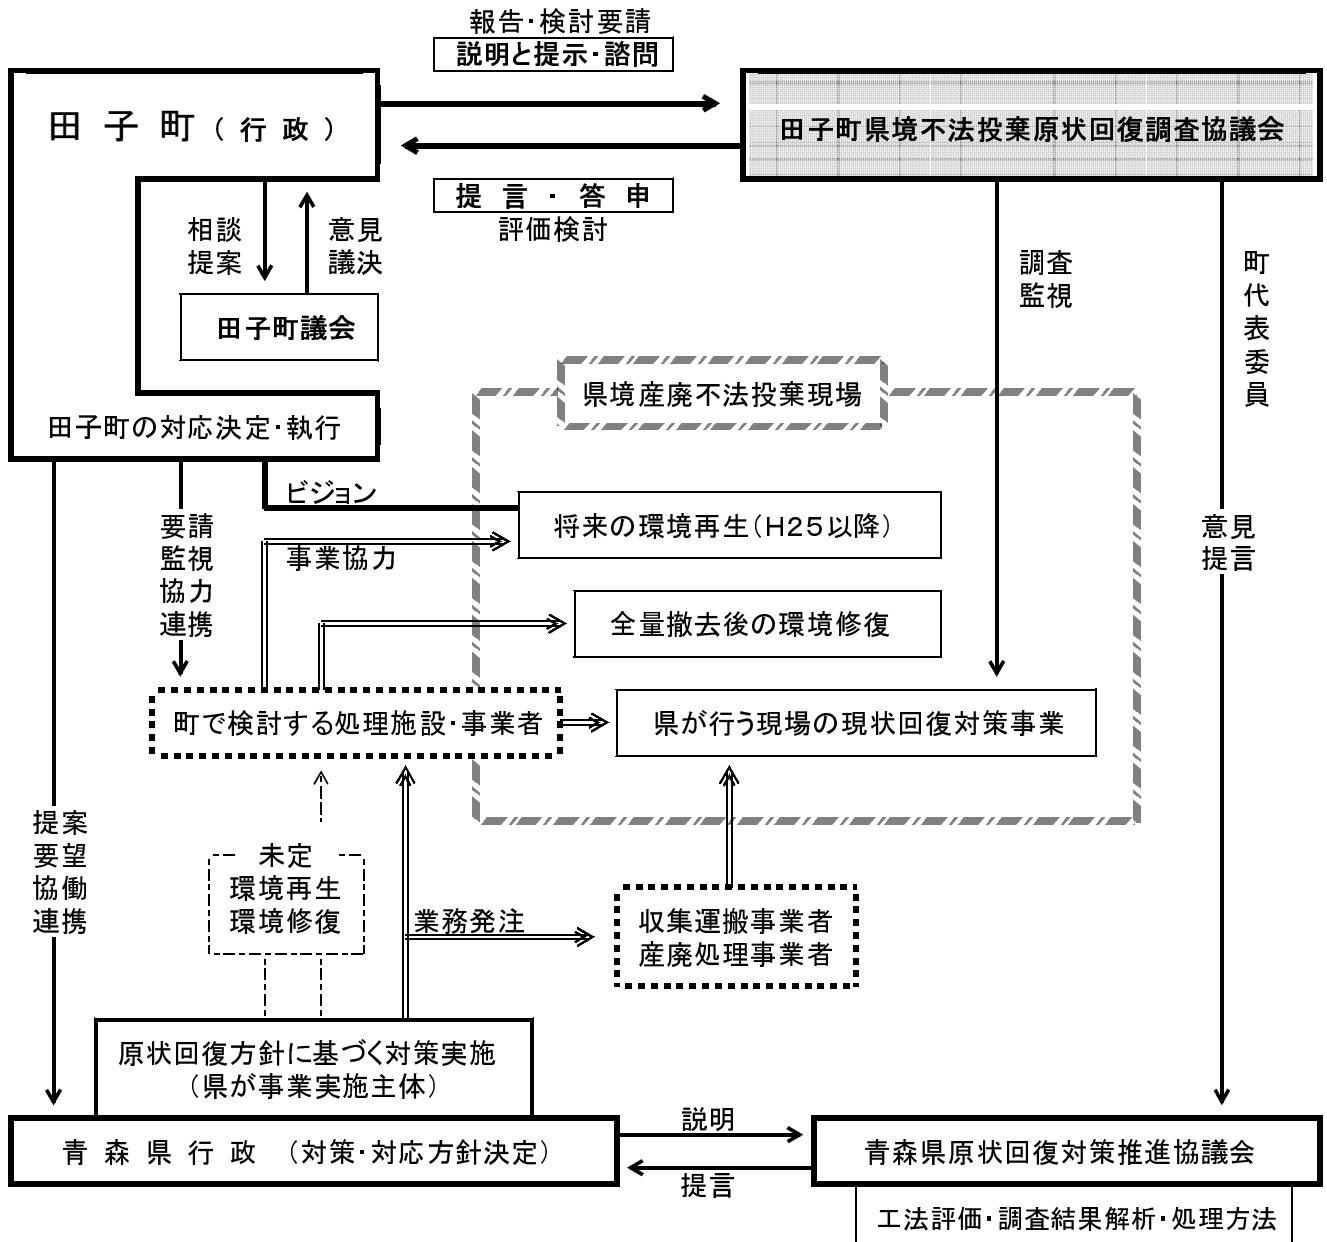 報告・検討要請
説明と提示・諮問
田子町（行政）
田子町県境不法投棄原状回復調査協議会
提言・答申
評価検討
相談
提案
意見
議決
田子町議会
調査
監視
町代表委員
県境産廃不法投棄現場
田子町の対応決定・執行
ビジョン
将来の環境再生（Ｈ２５以降）
要請
監視
協力
連携
事業協力
意見
提言
全量撤去後の環境修復
町で検討する処理施設・事業者
県が行う現場の現状回復対策事業
提案
要望
協働
連携
未定
環境再生
環境修復
業務発注
収集運搬事業者
産廃処理事業者
原状回復方針に基づく対策実施
（県が事業実施主体）
青森県行政（対策・対応方針決定）
説明
提言
青森県原状回復対策推進協議会
工法評価・調査結果解析・処理方法